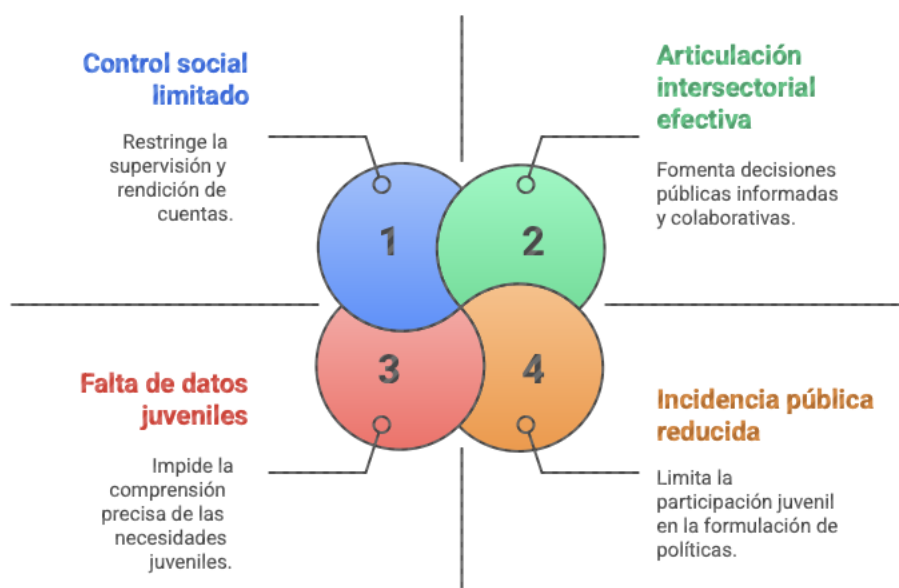 Control social
limitado
Restringe la
supervisión y
rendición de
cuentas.
Articulación
intersectorial
efectiva
Fomenta decisiones
públicas informadas
y colaborativas.
1
2
3
4
Falta de datos
juveniles
Impide la
comprensión
precisa de las
necesidades
juveniles.
Incidencia pública
reducida
Limita la
participación juvenil
en la formulación de
políticas.